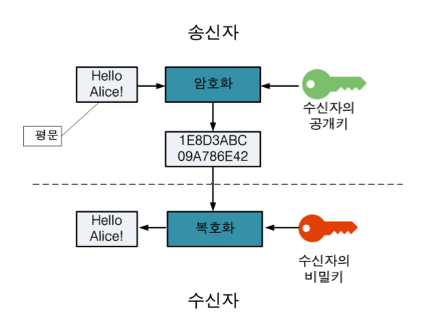 송신자
Hello
Alice!
암호화
수신자의
공개키
평문
1E8D3ABC
09A786E42
Hello
Alice!
복호화
수신자의
비밀키
수신자